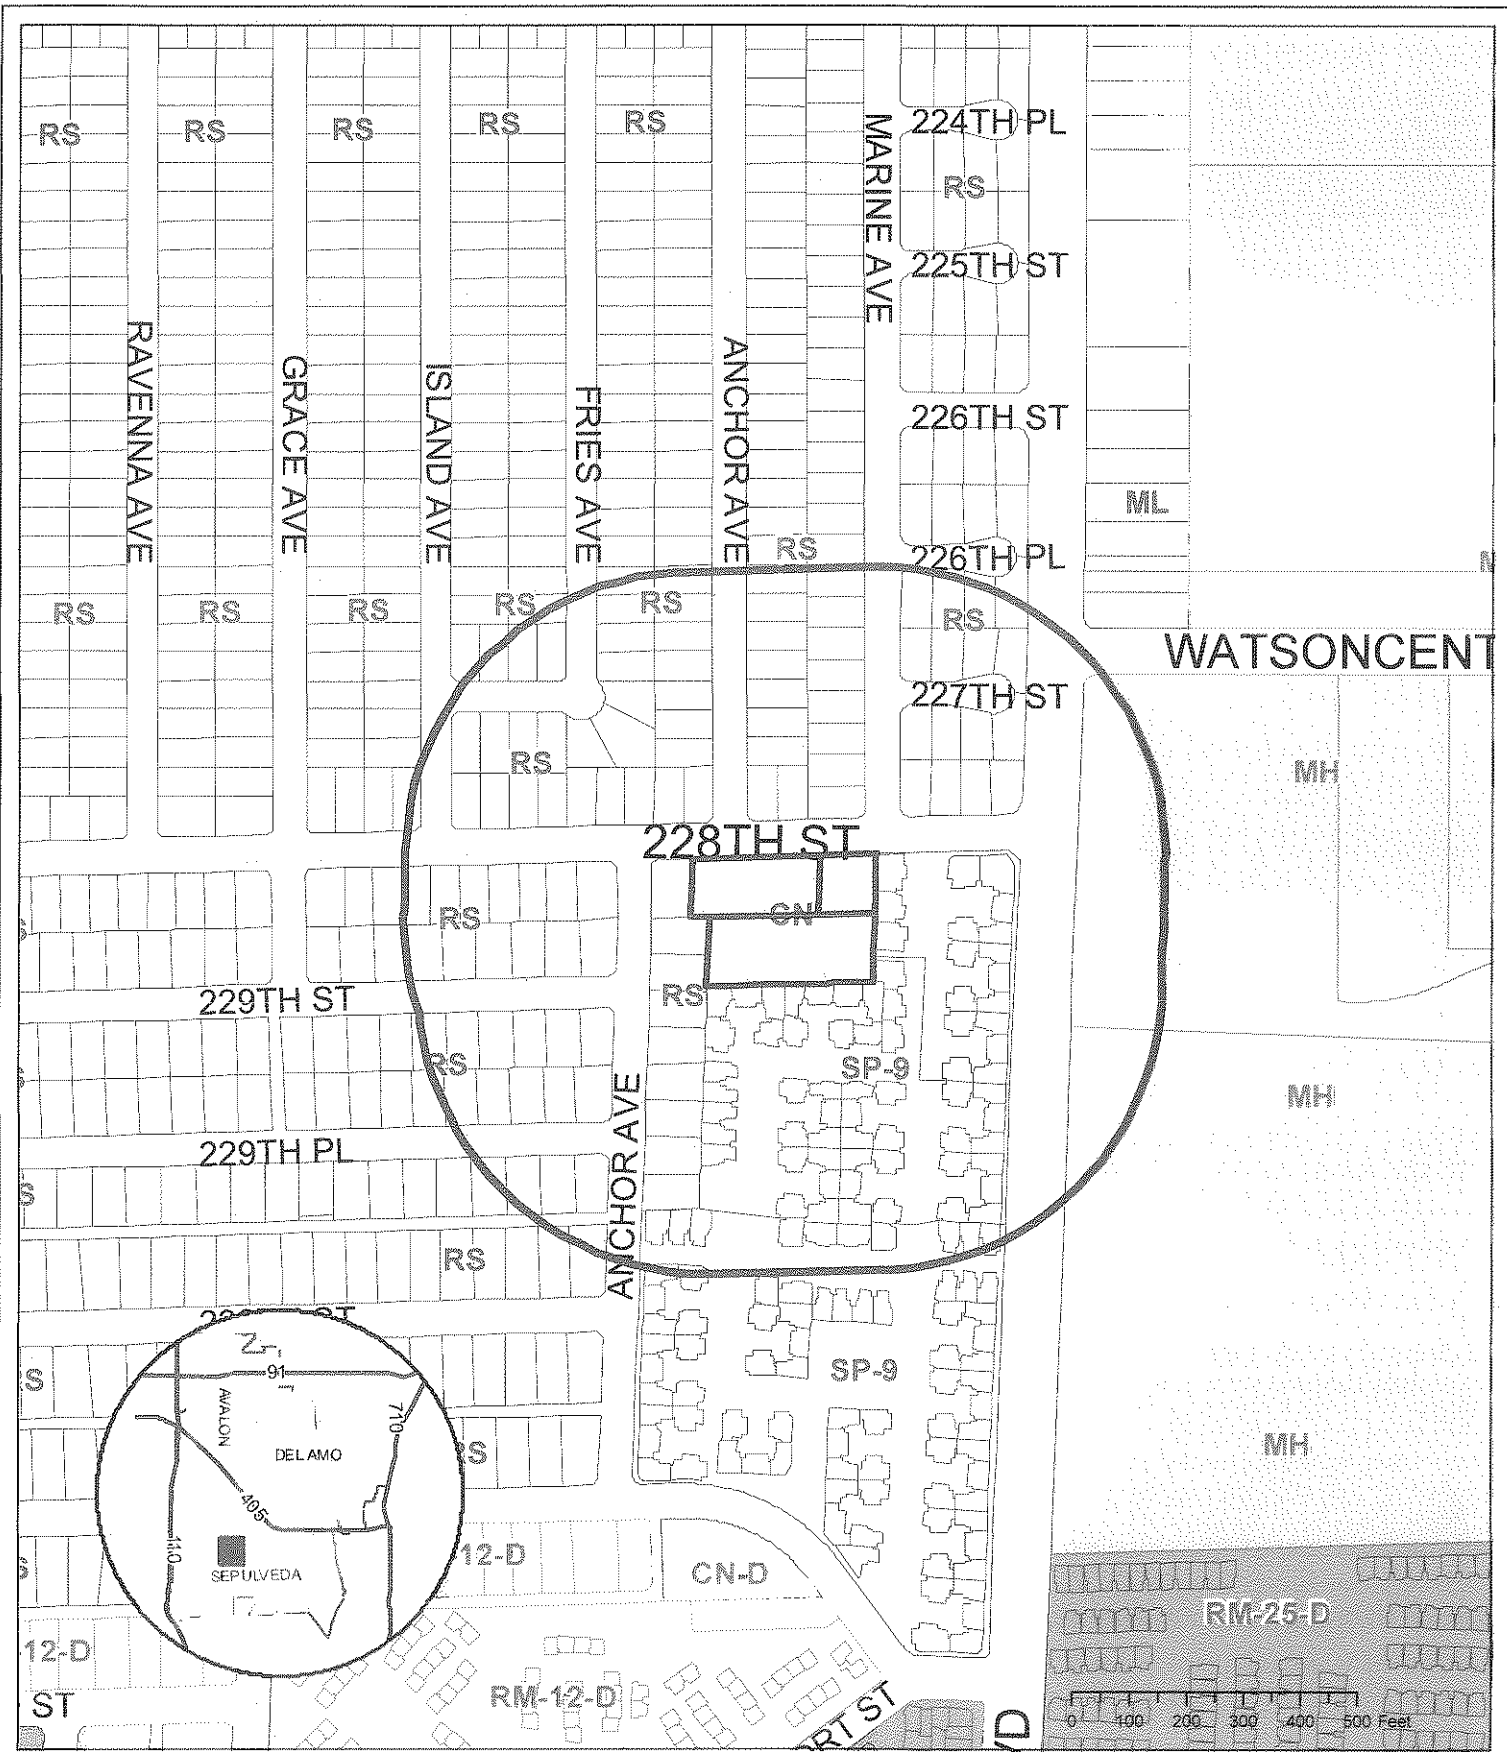 RS RS RS RS RS
224TH PL
MARINE AVE
RS
225TH ST
RAVENNA AVE
GRACE AVE
ISLAND AVE
FRIES AVE
ANCHOR AVE
226TH ST
ML
RS
226TH PL
RS RS RS RS RS
RS
WATSONCENT
227TH ST
RS
MH
228TH ST
RS
CN
229TH ST
RS
RS
SP-9
MH
229TH PL
ANCHOR AVE
RS
SP-9
91
AVALON
710
DEL AMO
405
110
SEPULVEDA
MH
12-D
CN-D
RM-25-D
12-D
RM-12-D
ST
0 100 200 300 400 500 Feet